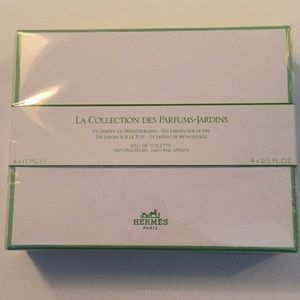 LA COLLECTION DES PARFUMS-JARDINS
UN JARDIN EN MÉDITERRANÉE - UN JARDIN SUR LE NIL
UN JARDIN SUR LE TOIT - LE JARDIN DE MONSIEUR LI
EAU DE TOILETTE
4 x 15 ML ℮ VAPORISATEURS, NATURAL SPRAYS 4 x 0.5 FL.OZ.
HERMÈS
PARIS